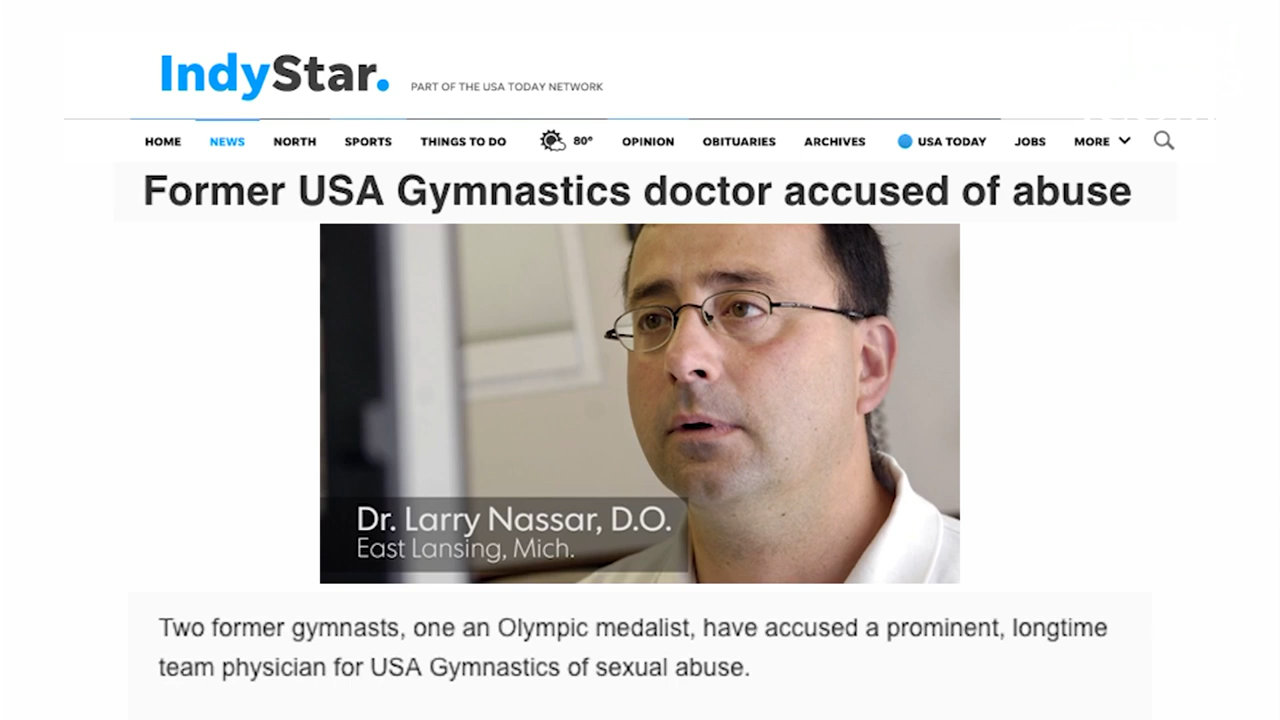 IndyStar. PART OF THE USA TODAY NETWORK
HOME NEWS NORTH SPORTS THINGS TO DO 80° OPINION OBITUARIES ARCHIVES USA TODAY JOBS MORE
Former USA Gymnastics doctor accused of abuse
Dr. Larry Nassar, D.O.
East Lansing, Mich.
Two former gymnasts, one an Olympic medalist, have accused a prominent, longtime
team physician for USA Gymnastics of sexual abuse.